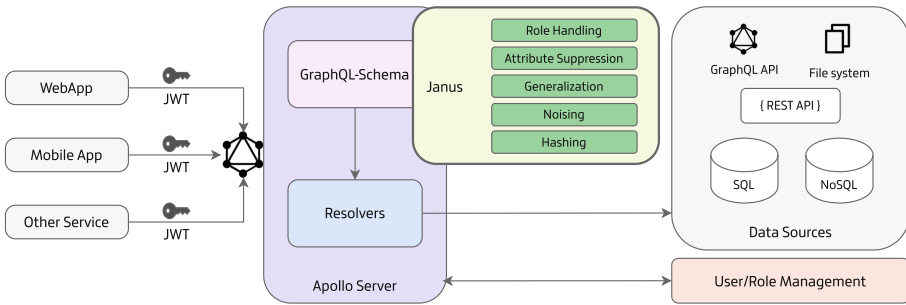 WebApp
JWT
Mobile App
JWT
Other Service
JWT
GraphQL-Schema
Resolvers
Apollo Server
Janus
Role Handling
Attribute Suppression
Generalization
Noising
Hashing
GraphQL API
File system
{ REST API }
SQL
NoSQL
Data Sources
User/Role Management